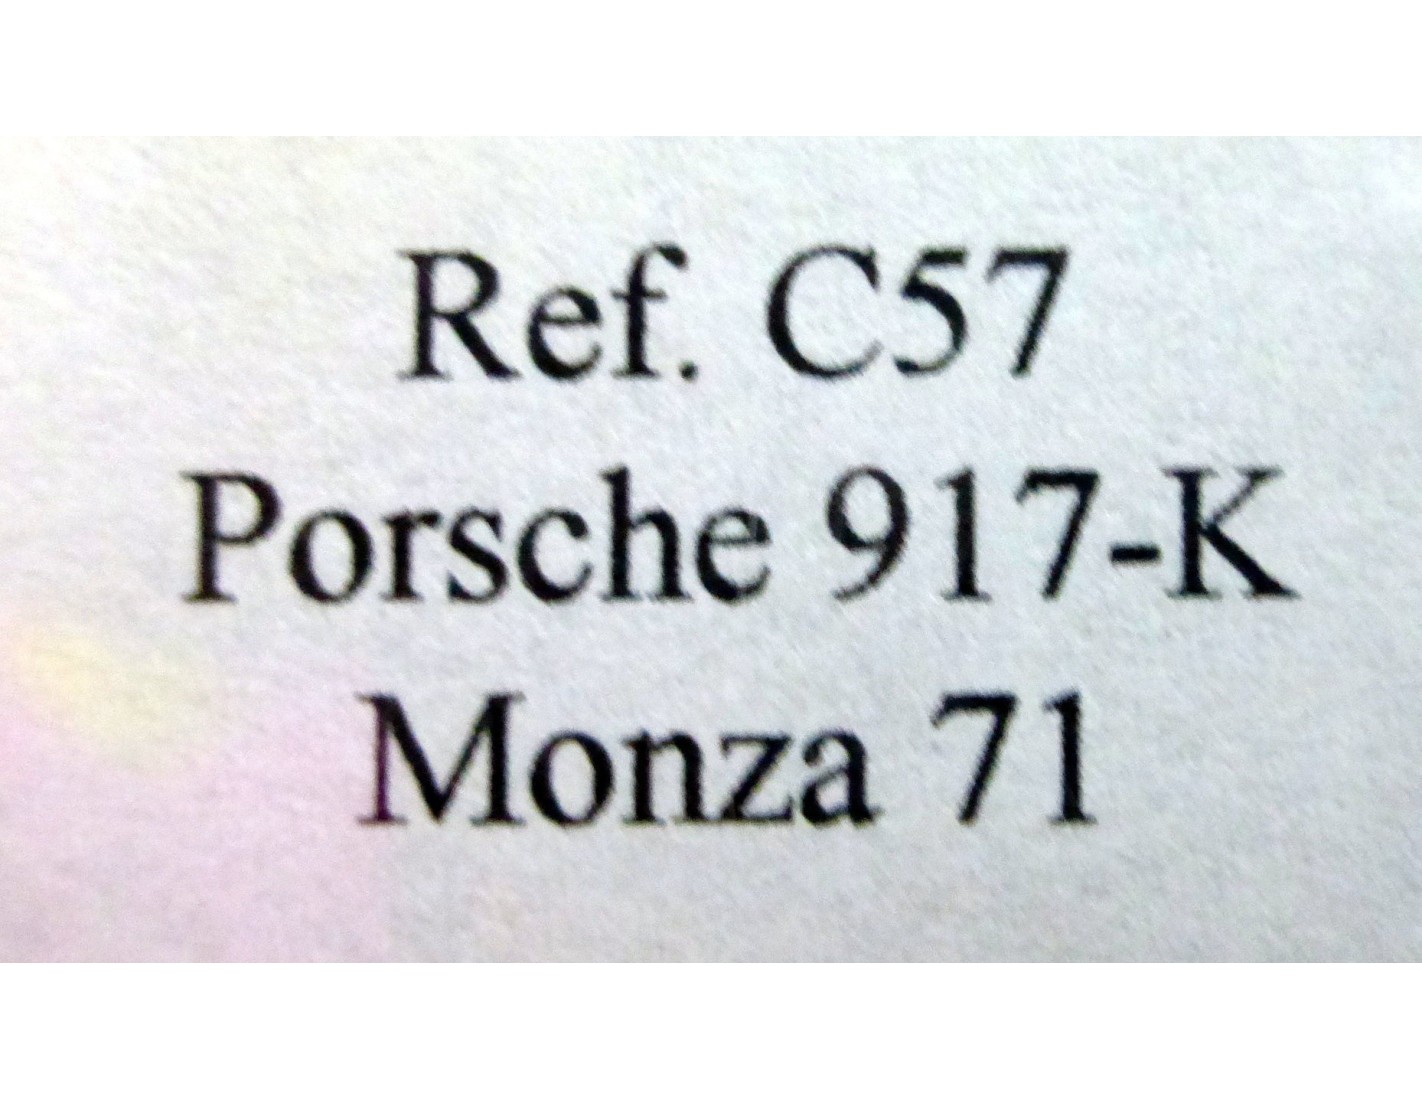 Ref. C57
Porsche 917-K
Monza 71